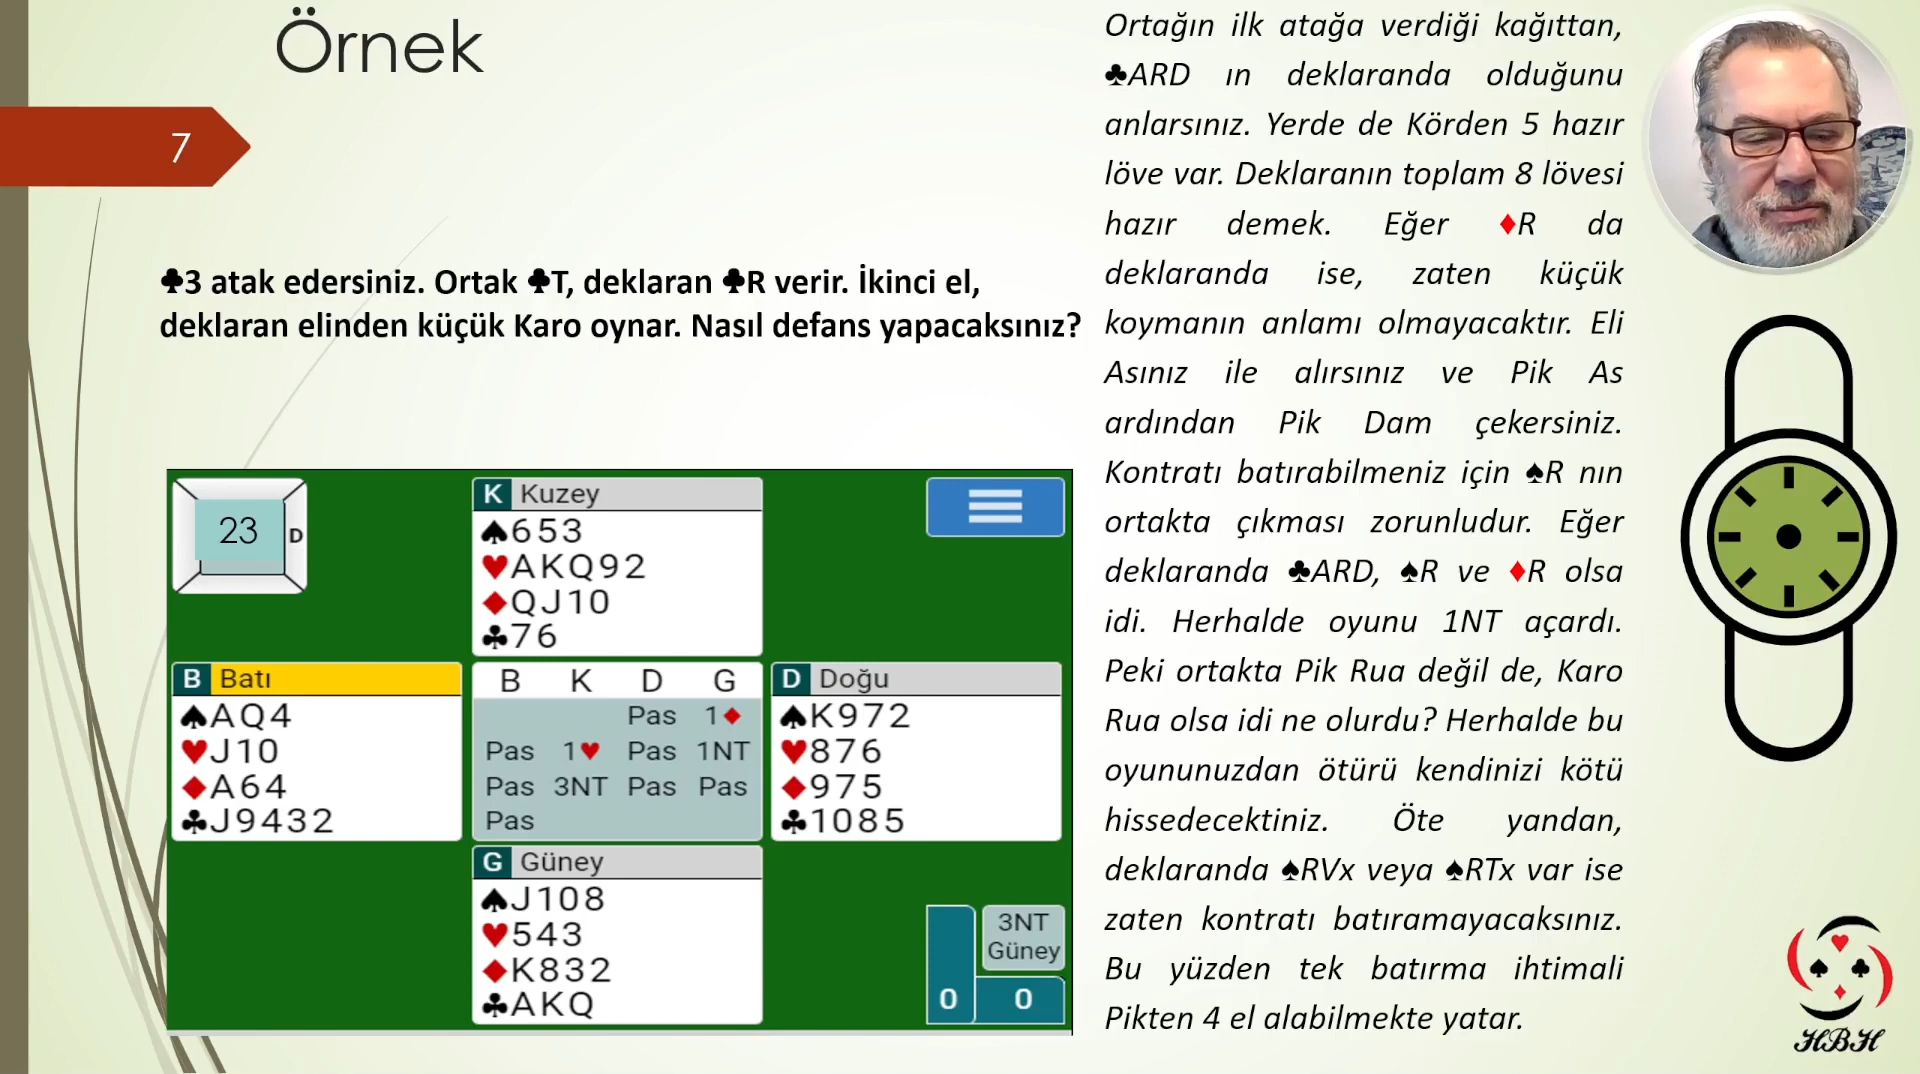 Örnek
7
♣3 atak edersiniz. Ortak ♣T, deklaran ♣R verir. İkinci el,
deklaran elinden küçük Karo oynar. Nasıl defans yapacaksınız?
Ortağın ilk atağa verdiği kağıttan,
♣ARD ın deklaranda olduğunu
anlarsınız. Yerde de Körden 5 hazır
löve var. Deklaranın toplam 8 lövesi
hazır demek. Eğer ♦R da
deklaranda ise, zaten küçük
koymanın anlamı olmayacaktır. Eli
Asınız ile alırsınız ve Pik As
ardından Pik Dam çekersiniz.
Kontratı batırabilmeniz için ♠R nın
ortakta çıkması zorunludur. Eğer
deklaranda ♣ARD, ♠R ve ♦R olsa
idi. Herhalde oyunu 1NT açardı.
Peki ortakta Pik Rua değil de, Karo
Rua olsa idi ne olurdu? Herhalde bu
oyununuzdan ötürü kendinizi kötü
hissedecektiniz. Öte yandan,
deklaranda ♠RVx veya ♠RTx var ise
zaten kontratı batıramayacaksınız.
Bu yüzden tek batırma ihtimali
Pikten 4 el alabilmekte yatar.
23 D
K Kuzey
♠653
♥AKQ92
♦QJ10
♣76
B Batı
♠AQ4
♥J10
♦A64
♣J9432
B K D G
Pas 1♦
Pas 1♥ Pas 1NT
Pas 3NT Pas Pas
Pas
D Doğu
♠K972
♥876
♦975
♣1085
G Güney
♠J108
♥543
♦K832
♣AKQ
3NT
Güney
0 0
HBH